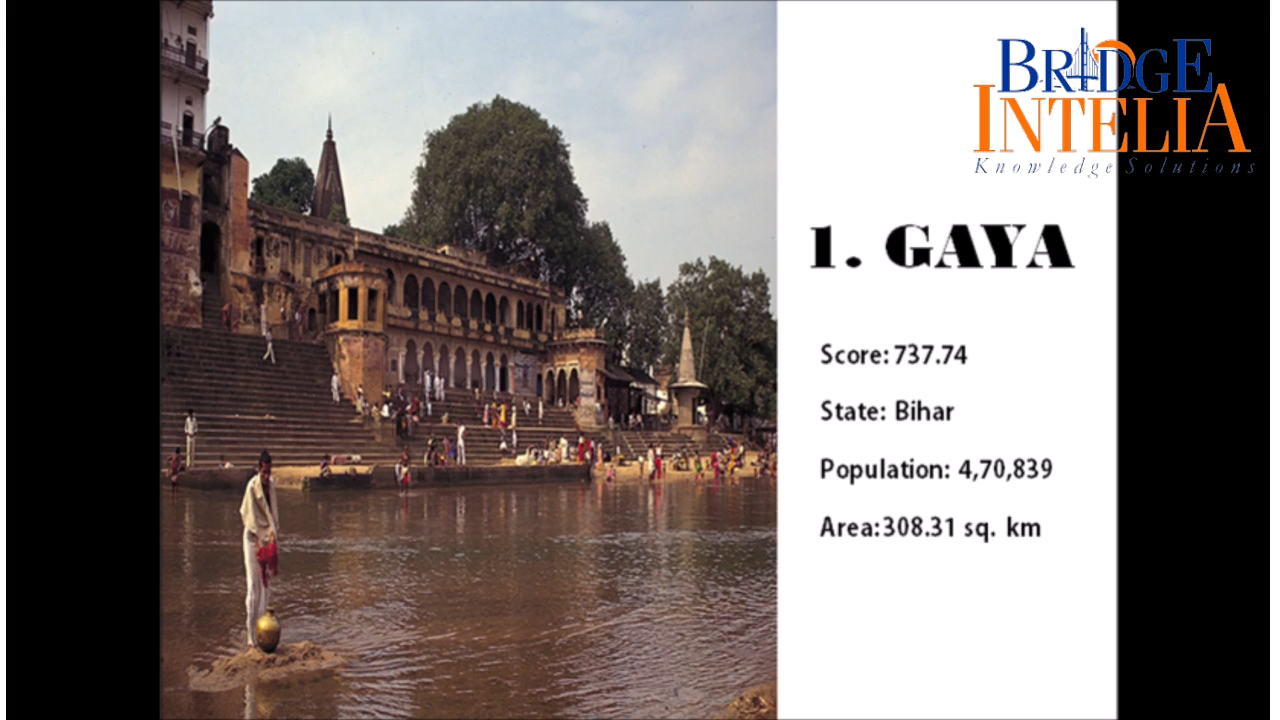 BRIDGE
INTELIA
Knowledge Solutions
1. GAYA
Score: 737.74
State: Bihar
Population: 4,70,839
Area:308.31 sq. km